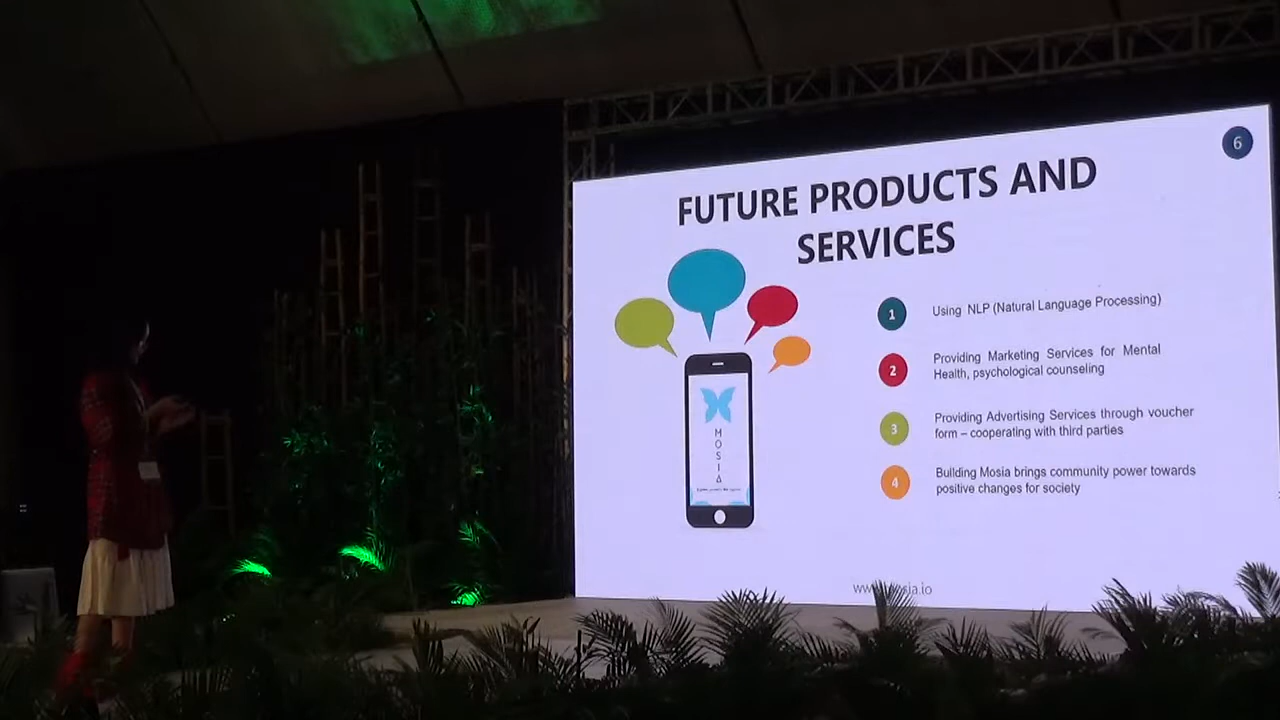 6
FUTURE PRODUCTS AND
SERVICES
1
Using NLP (Natural Language Processing)
2
Providing Marketing Services for Mental
Health, psychological counseling
3
Providing Advertising Services through voucher
form – cooperating with third parties
4
Building Mosia brings community power towards
positive changes for society
M
O
S
I
A